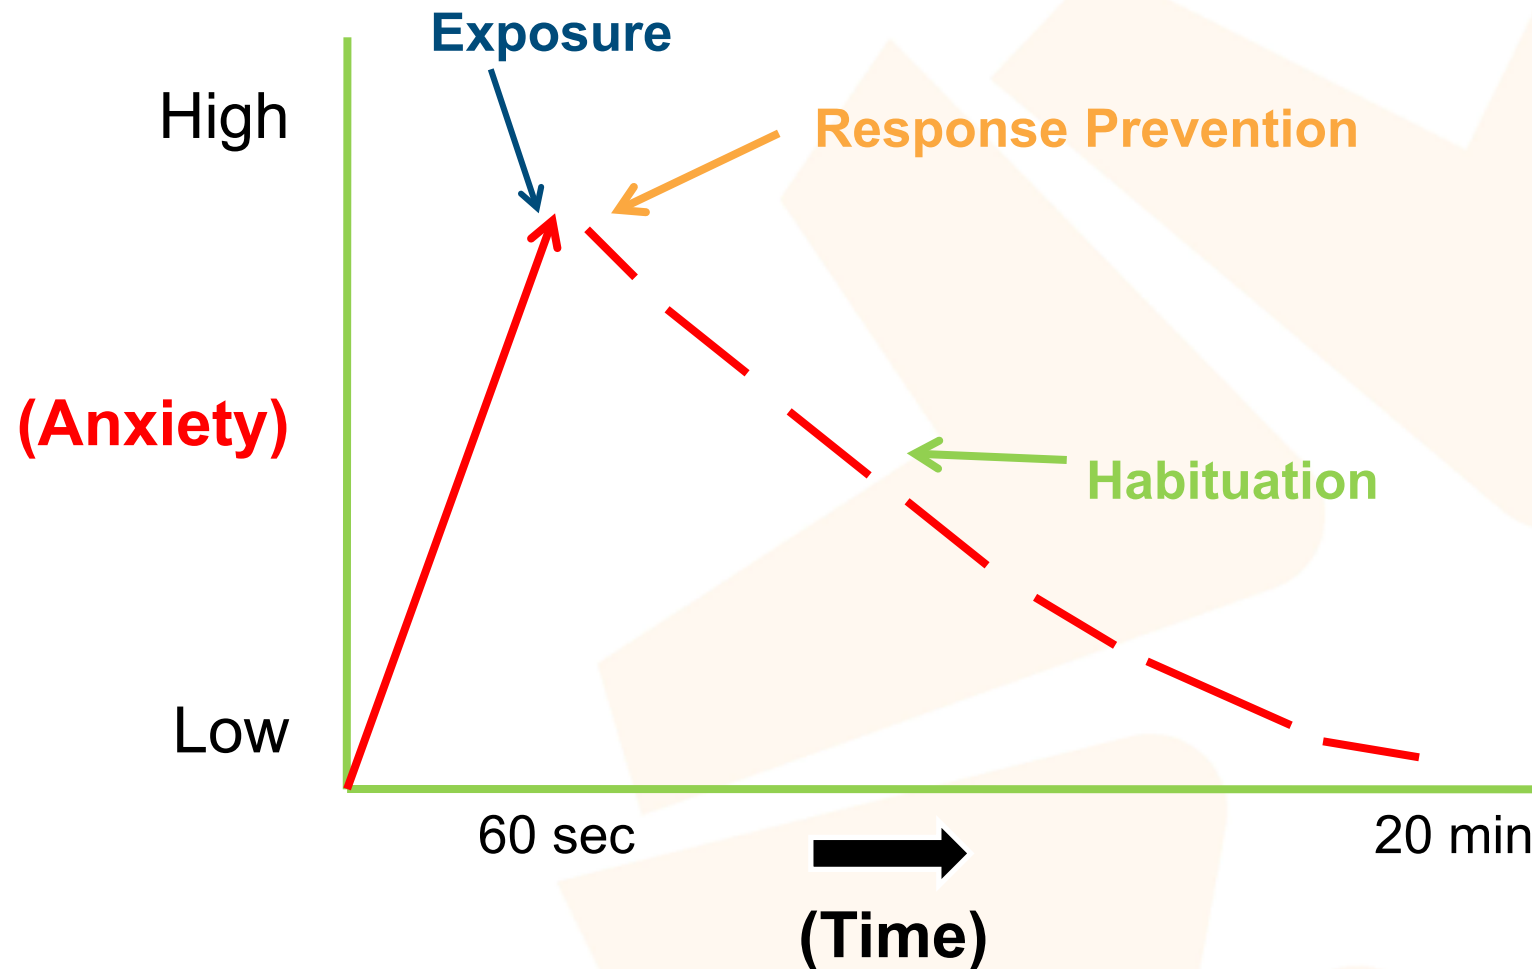 Exposure
High
Response Prevention
(Anxiety)
Habituation
Low
60 sec
20 min
(Time)